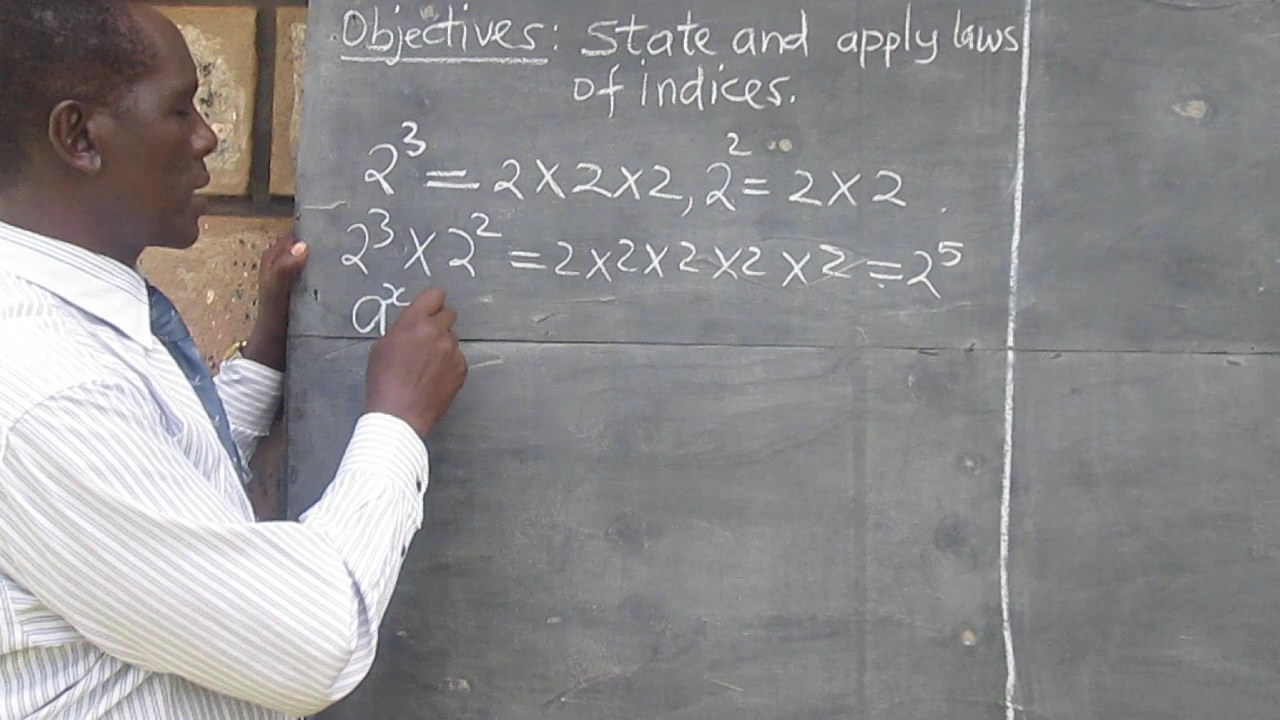 Objectives: State and apply laws
of indices.
2³ = 2×2×2, 2² = 2×2
2³ × 2² = 2×2×2×2×2 = 2⁵
aˣ